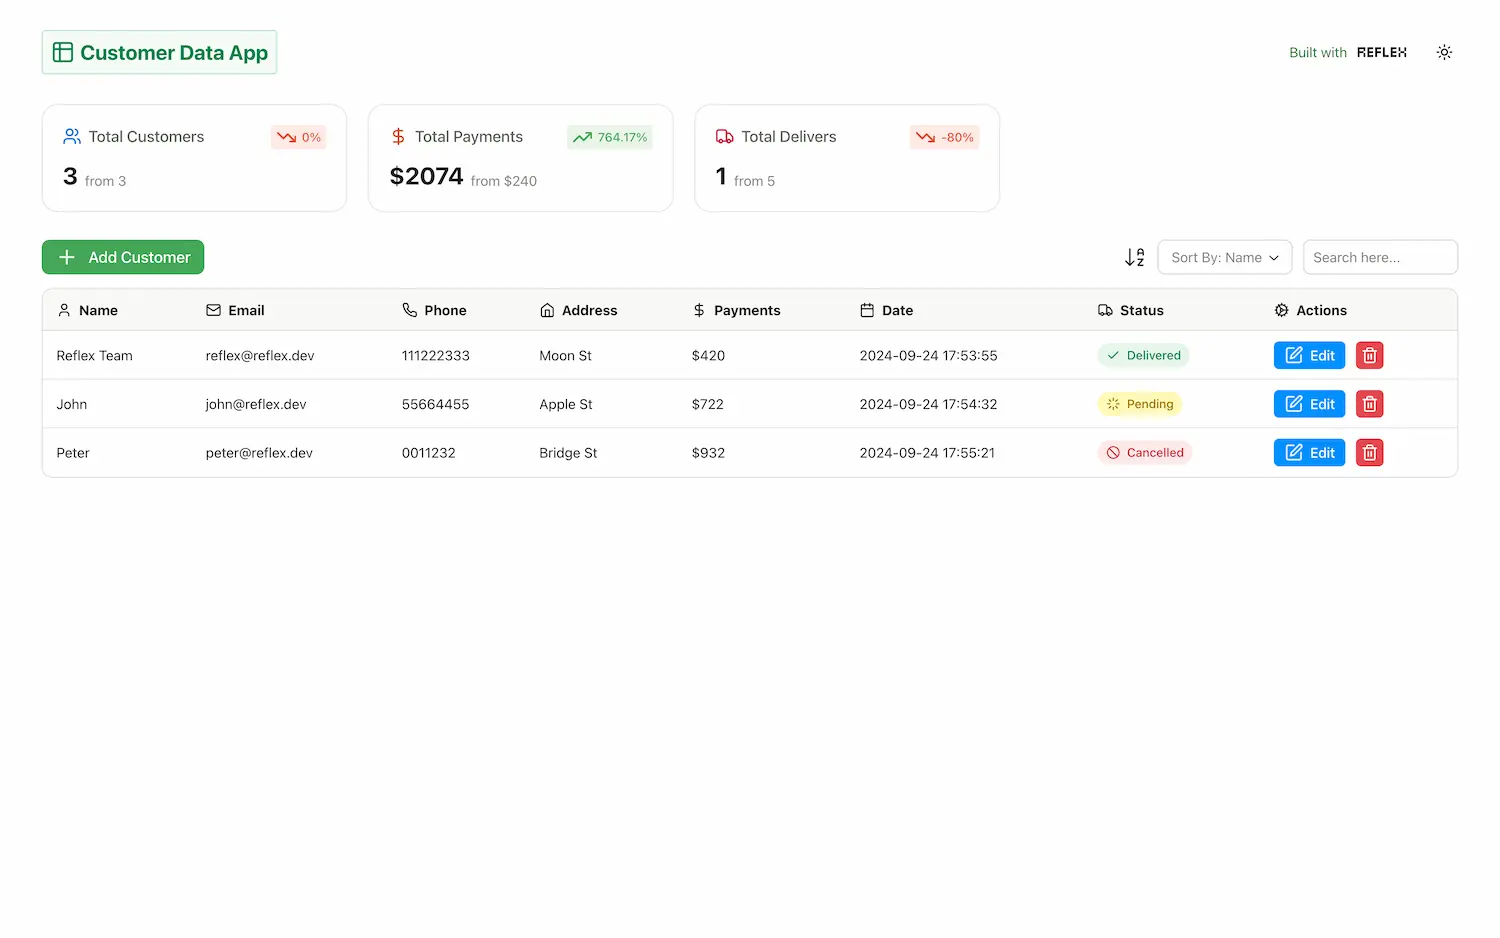 Customer Data App
Built with REFLEX
Total Customers 0%
3 from 3
Total Payments 764.17%
$2074 from $240
Total Delivers -80%
1 from 5
Add Customer
Sort By: Name
Search here...
Name Email Phone Address Payments Date Status Actions
Reflex Team reflex@reflex.dev 111222333 Moon St $420 2024-09-24 17:53:55 Delivered Edit
John john@reflex.dev 55664455 Apple St $722 2024-09-24 17:54:32 Pending Edit
Peter peter@reflex.dev 0011232 Bridge St $932 2024-09-24 17:55:21 Cancelled Edit